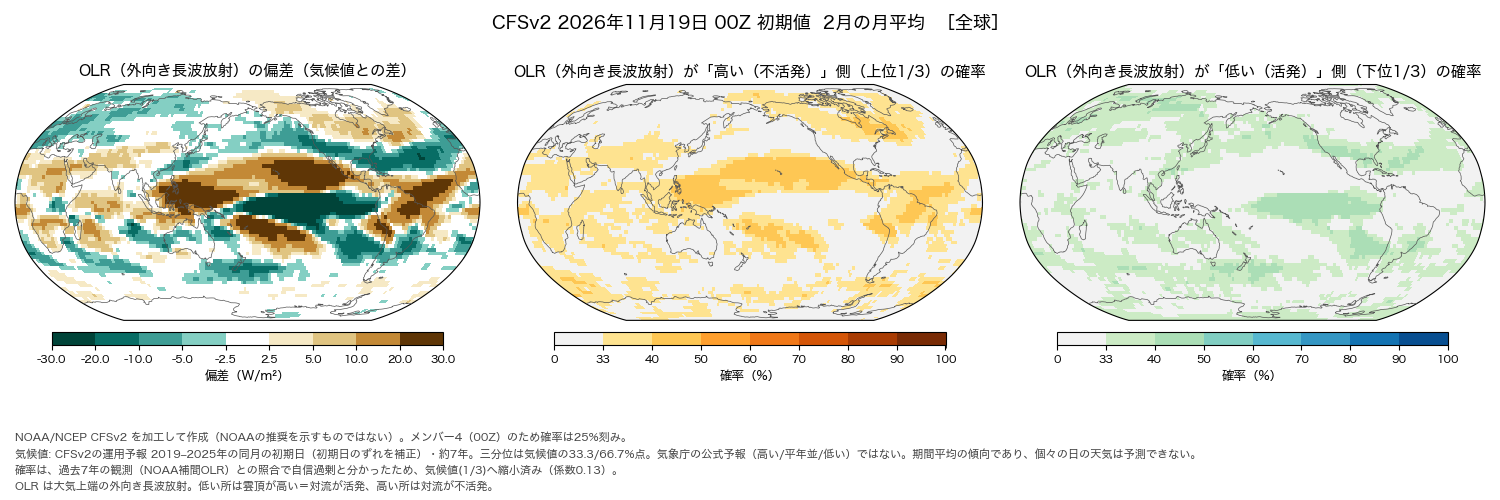 CFSv2 2026年11月19日 00Z 初期値  2月の月平均  ［全球］
OLR（外向き長波放射）の偏差（気候値との差）
OLR（外向き長波放射）が「高い（不活発）」側（上位1/3）の確率
OLR（外向き長波放射）が「低い（活発）」側（下位1/3）の確率
-30.0 -20.0 -10.0 -5.0 -2.5 2.5 5.0 10.0 20.0 30.0
偏差（W/m²）
0 33 40 50 60 70 80 90 100
確率（%）
0 33 40 50 60 70 80 90 100
確率（%）
NOAA/NCEP CFSv2 を加工して作成（NOAAの推奨を示すものではない）。メンバー4（00Z）のため確率は25%刻み。
気候値: CFSv2の運用予報 2019–2025年の同月の初期日（初期日のずれを補正）・約7年。三分位は気候値の33.3/66.7%点。気象庁の公式予報（高い/平年並/低い）ではない。期間平均の傾向であり、個々の日の天気は予測できない。
確率は、過去7年の観測（NOAA補間OLR）との照合で自信過剰と分かったため、気候値(1/3)へ縮小済み（係数0.13）。
OLR は大気上端の外向き長波放射。低い所は雲頂が高い＝対流が活発、高い所は対流が不活発。